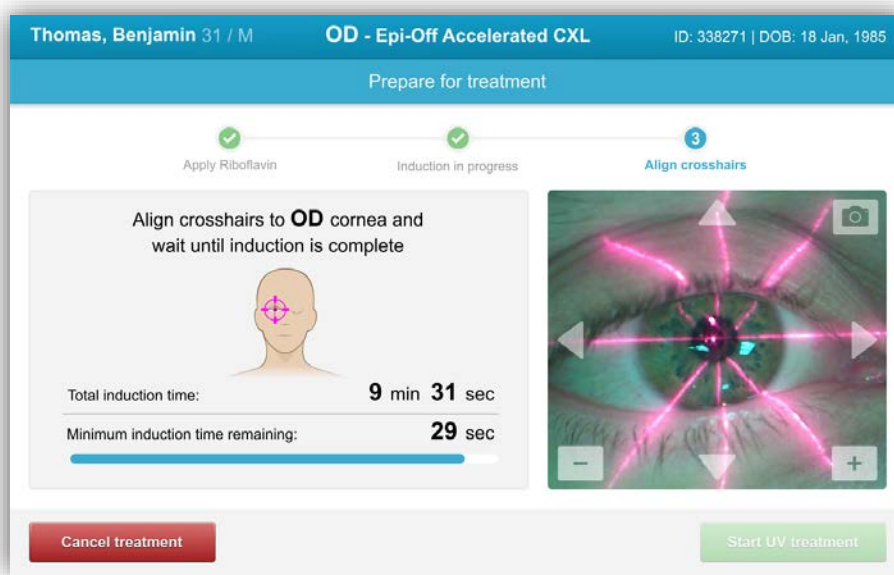 Thomas, Benjamin 31 / M OD - Epi-Off Accelerated CXL ID: 338271 | DOB: 18 Jan, 1985
Prepare for treatment
3
Apply Riboflavin Induction in progress Align crosshairs
Align crosshairs to OD cornea and
wait until induction is complete
Total induction time: 9 min 31 sec
Minimum induction time remaining: 29 sec
Cancel treatment Start UV treatment